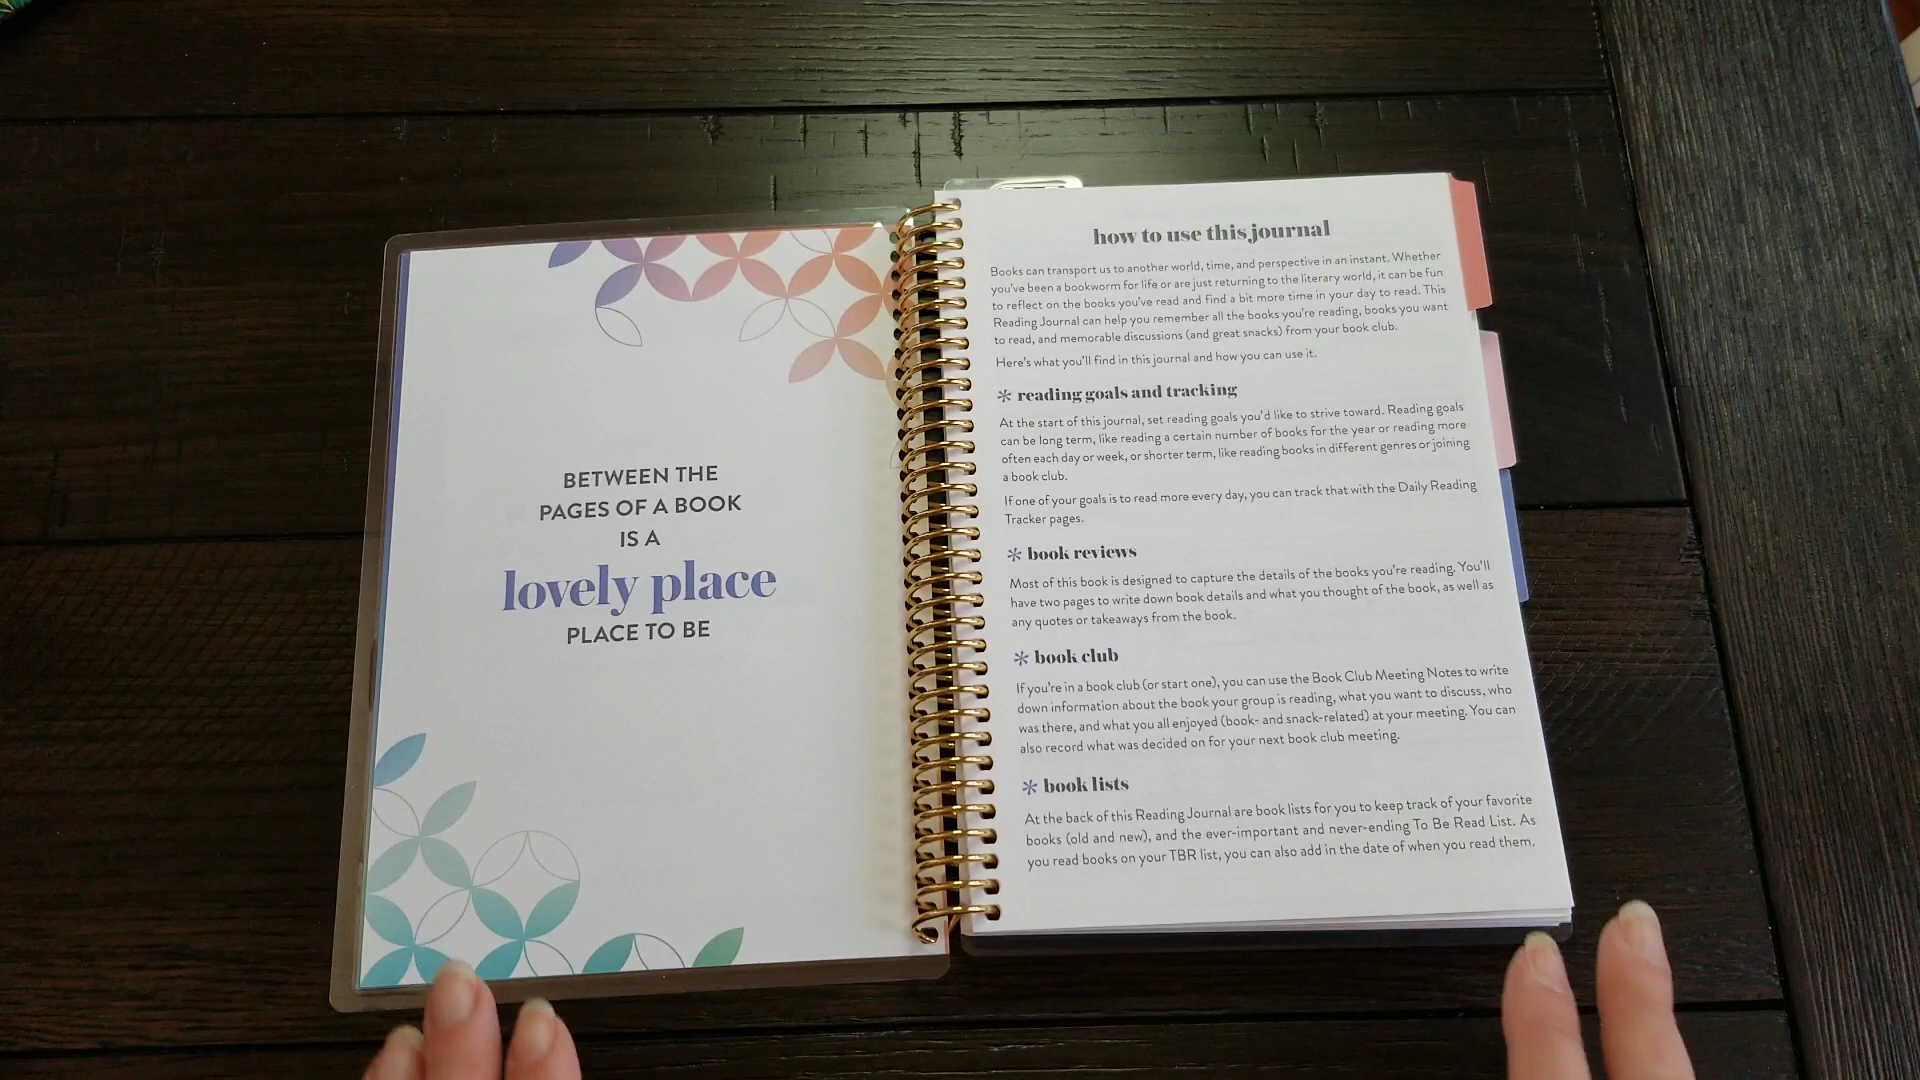 BETWEEN THE
PAGES OF A BOOK
IS A
lovely place
PLACE TO BE
how to use this journal
Books can transport us to another world, time, and perspective in an instant. Whether
you've been a bookworm for life or are just returning to the literary world, it can be fun
to reflect on the books you've read and find a bit more time in your day to read. This
Reading Journal can help you remember all the books you're reading, books you want
to read, and memorable discussions (and great snacks) from your book club.
Here's what you'll find in this journal and how you can use it.
* reading goals and tracking
At the start of this journal, set reading goals you'd like to strive toward. Reading goals
can be long term, like reading a certain number of books for the year or reading more
often each day or week, or shorter term, like reading books in different genres or joining
a book club.
If one of your goals is to read more every day, you can track that with the Daily Reading
Tracker pages.
* book reviews
Most of this book is designed to capture the details of the books you're reading. You'll
have two pages to write down book details and what you thought of the book, as well as
any quotes or takeaways from the book.
* book club
If you're in a book club (or start one), you can use the Book Club Meeting Notes to write
down information about the book your group is reading, what you want to discuss, who
was there, and what you all enjoyed (book- and snack-related) at your meeting. You can
also record what was decided on for your next book club meeting.
* book lists
At the back of this Reading Journal are book lists for you to keep track of your favorite
books (old and new), and the ever-important and never-ending To Be Read List. As
you read books on your TBR list, you can also add in the date of when you read them.